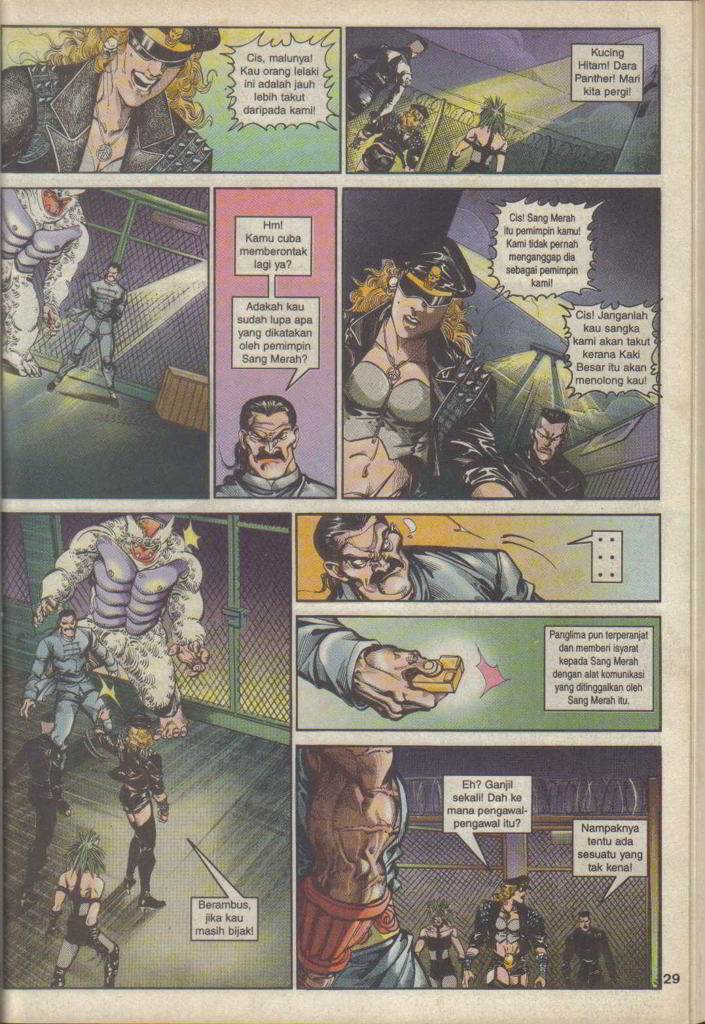 Cis, malunya!
Kau orang lelaki
ini adalah jauh
lebih takut
daripada kami!
Kucing
Hitam! Dara
Panther! Mari
kita pergi!
Hm!
Kamu cuba
memberontak
lagi ya?
Adakah kau
sudah lupa apa
yang dikatakan
oleh pemimpin
Sang Merah?
Cis! Sang Merah
itu pemimpin kamu!
Kami tidak pernah
menganggap dia
sebagai pemimpin
kami!
Cis! Janganlah
kau sangka
kami akan takut
kerana Kaki
Besar itu akan
menolong kau!
Berambus,
jika kau
masih bijak!
Panglima pun terperanjat
dan memberi isyarat
kepada Sang Merah
dengan alat komunikasi
yang ditinggalkan oleh
Sang Merah itu.
Eh? Ganjil
sekali! Dah ke
mana pengawal-
pengawal itu?
Nampaknya
tentu ada
sesuatu yang
tak kena!
29